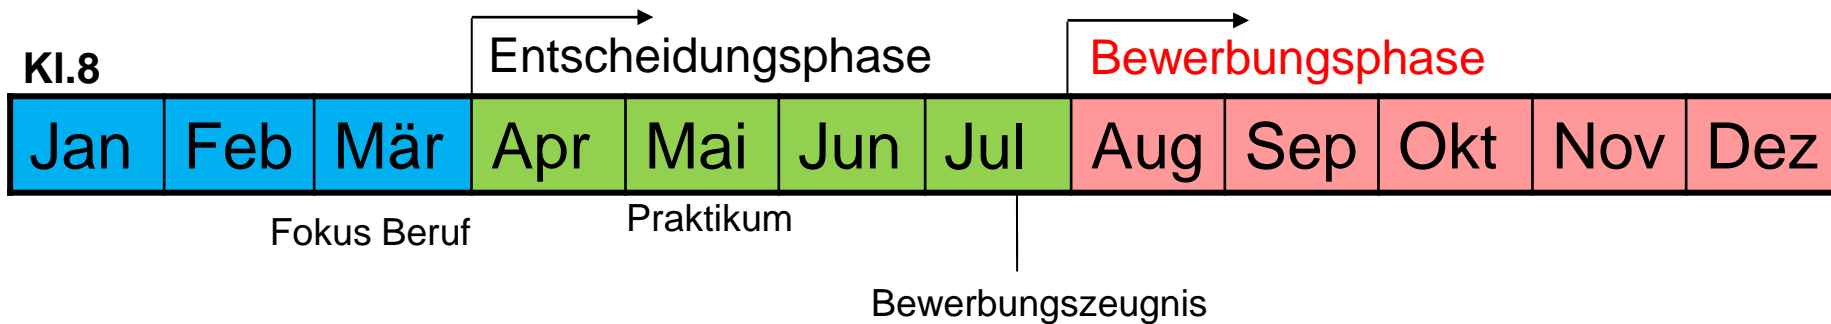 Kl.8
Entscheidungsphase
Bewerbungsphase
Jan Feb Mär Apr Mai Jun Jul Aug Sep Okt Nov Dez
Fokus Beruf
Praktikum
Bewerbungszeugnis